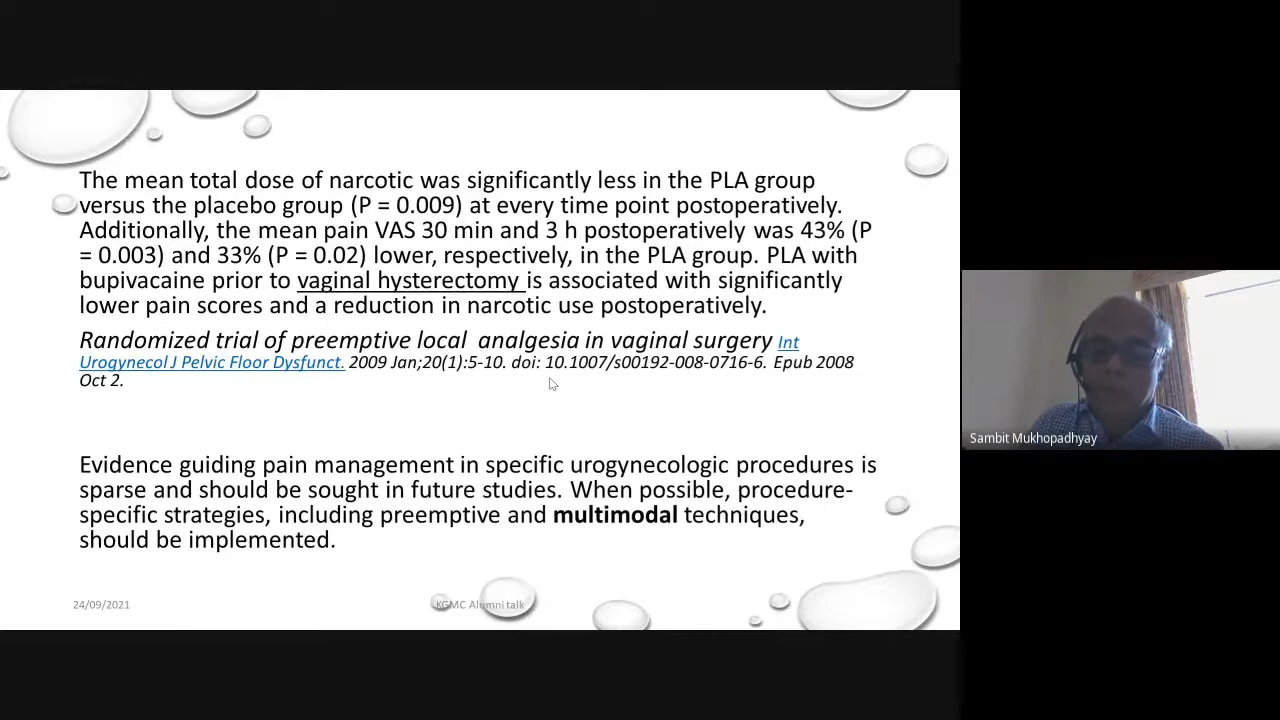 The mean total dose of narcotic was significantly less in the PLA group
versus the placebo group (P = 0.009) at every time point postoperatively.
Additionally, the mean pain VAS 30 min and 3 h postoperatively was 43% (P
= 0.003) and 33% (P = 0.02) lower, respectively, in the PLA group. PLA with
bupivacaine prior to vaginal hysterectomy is associated with significantly
lower pain scores and a reduction in narcotic use postoperatively.
Randomized trial of preemptive local analgesia in vaginal surgery Int
Urogynecol J Pelvic Floor Dysfunct. 2009 Jan;20(1):5-10. doi: 10.1007/s00192-008-0716-6. Epub 2008
Oct 2.
Evidence guiding pain management in specific urogynecologic procedures is
sparse and should be sought in future studies. When possible, procedure-
specific strategies, including preemptive and multimodal techniques,
should be implemented.
24/09/2021
KGMC Alumni talk
Sambit Mukhopadhyay